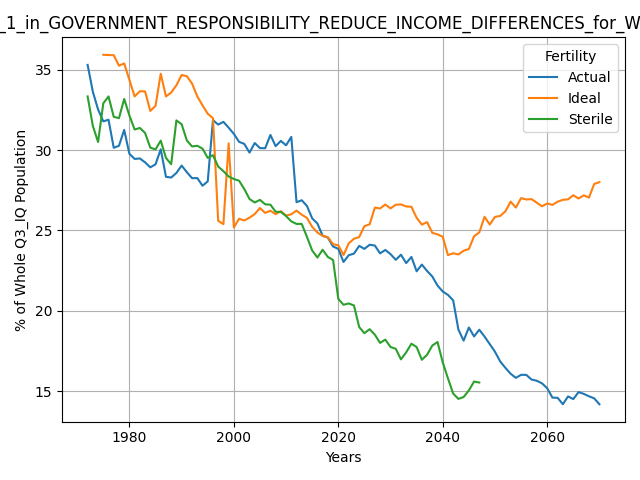 _1_in_GOVERNMENT_RESPONSIBILITY_REDUCE_INCOME_DIFFERENCES_for_W
Fertility
Actual
Ideal
Sterile
% of Whole Q3_IQ Population
35
30
25
20
15
1980
2000
2020
2040
2060
Years